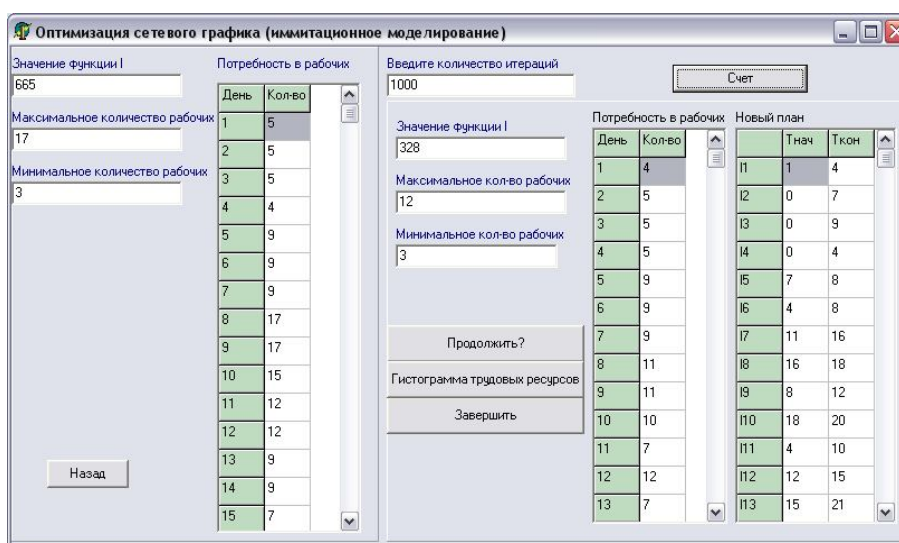 Оптимизация сетевого графика (иммитационное моделирование)
Значение функции I
665
Максимальное количество рабочих
17
Минимальное количество рабочих
3
Назад
Потребность в рабочих
День Кол-во
1 5
2 5
3 5
4 4
5 9
6 9
7 9
8 17
9 17
10 15
11 12
12 12
13 9
14 9
15 7
Введите количество итераций
1000
Счет
Значение функции I
328
Максимальное кол-во рабочих
12
Минимальное кол-во рабочих
3
Продолжить?
Гистограмма трудовых ресурсов
Завершить
Потребность в рабочих
День Кол-во
1 4
2 5
3 5
4 5
5 9
6 9
7 9
8 11
9 11
10 10
11 7
12 12
13 7
Новый план
Тнач Ткон
I1 1 4
I2 0 7
I3 0 9
I4 0 4
I5 7 8
I6 4 8
I7 11 16
I8 16 18
I9 8 12
I10 18 20
I11 4 10
I12 12 15
I13 15 21